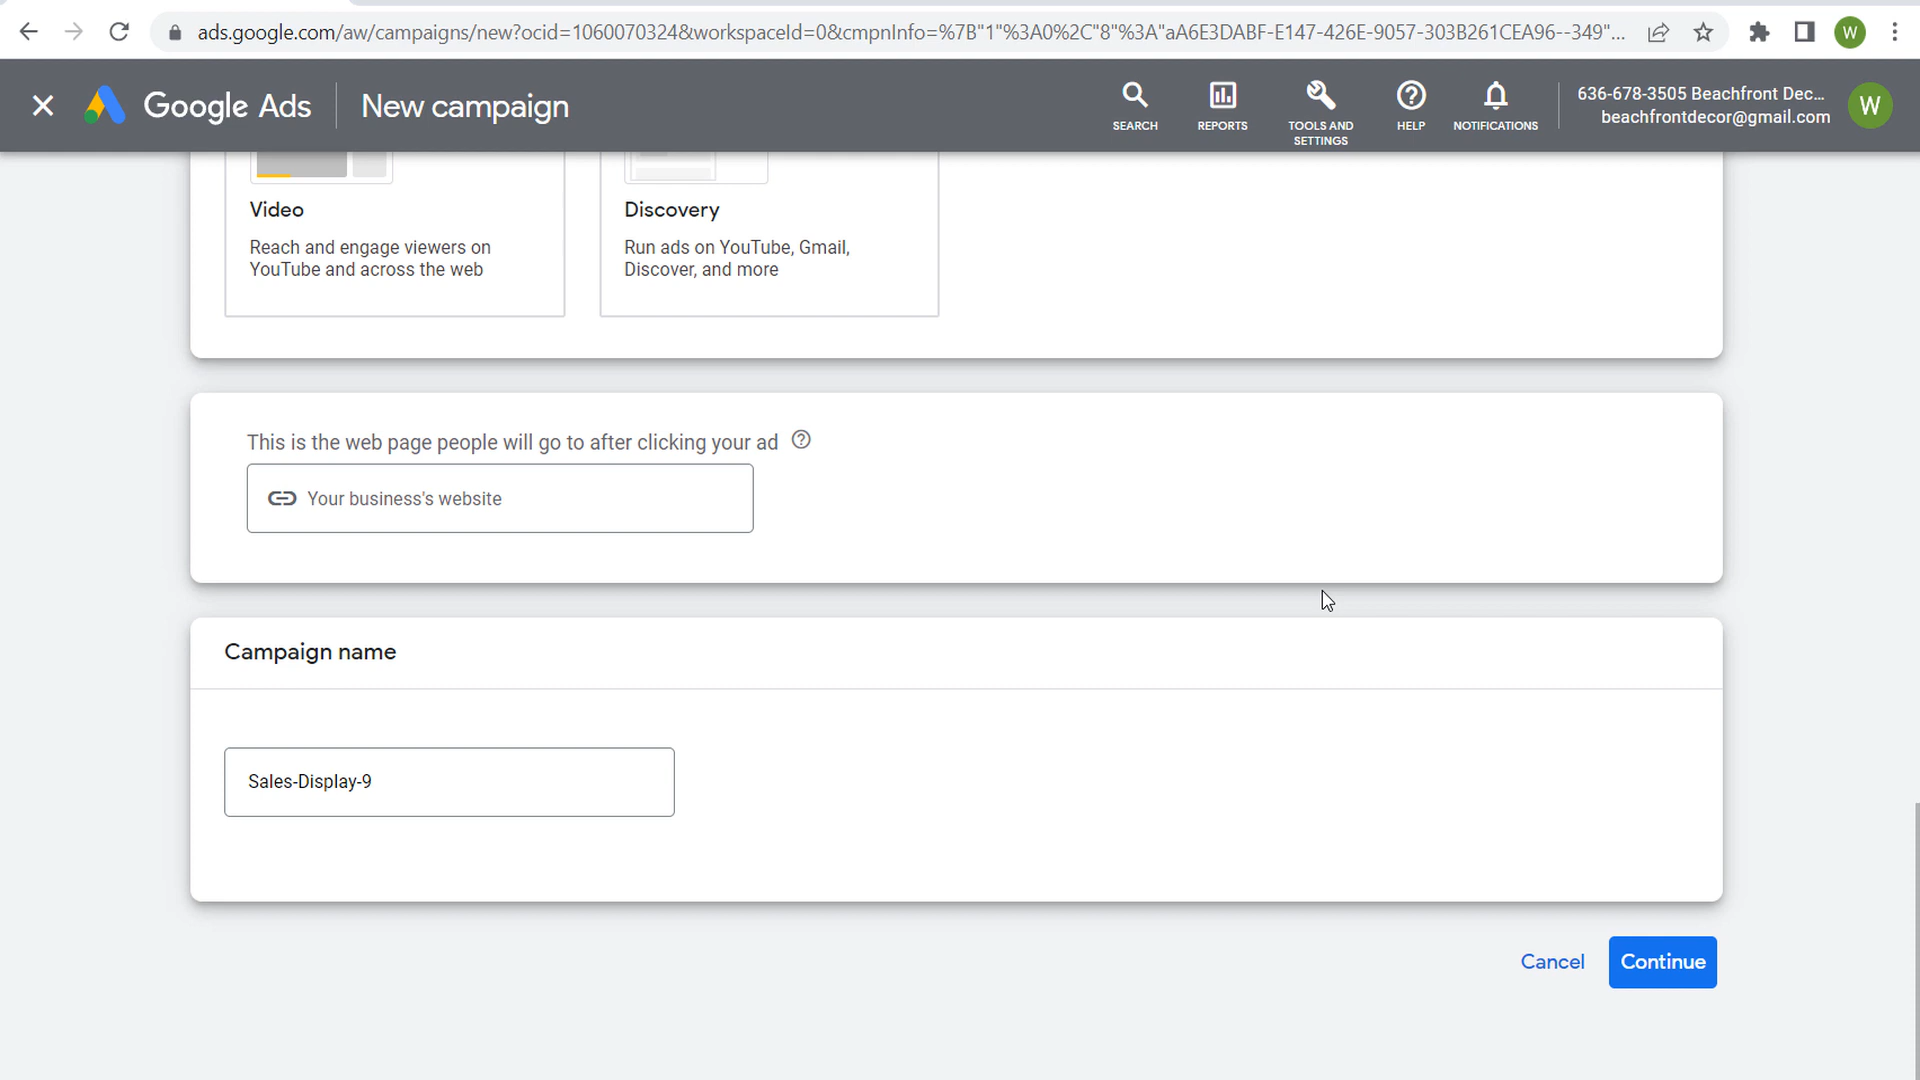 ads.google.com/aw/campaigns/new?ocid=1060070324&workspaceId=0&cmpnInfo=%7B"1"%3A0%2C"8"%3A"aA6E3DABF-E147-426E-9057-303B261CEA96--349"...
W
Google Ads
New campaign
SEARCH
REPORTS
TOOLS AND
SETTINGS
HELP
NOTIFICATIONS
636-678-3505 Beachfront Dec...
beachfrontdecor@gmail.com
W
Video
Reach and engage viewers on
YouTube and across the web
Discovery
Run ads on YouTube, Gmail,
Discover, and more
This is the web page people will go to after clicking your ad
Your business's website
Campaign name
Sales-Display-9
Cancel
Continue